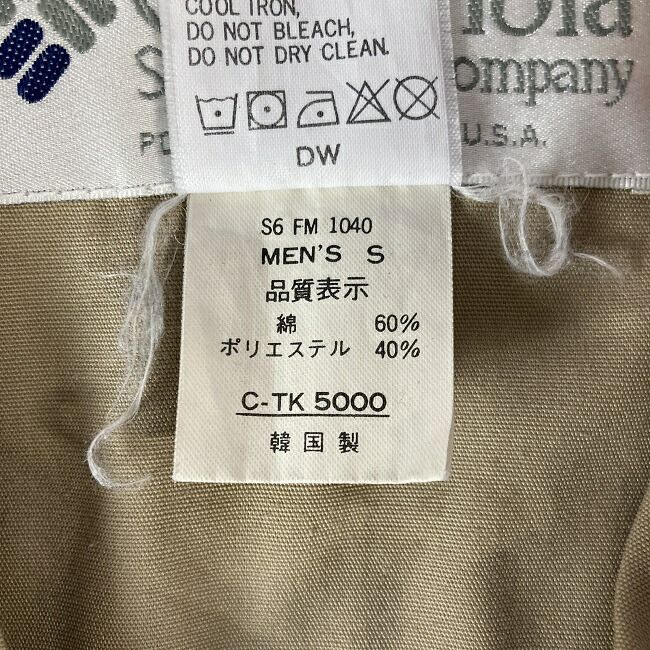 COOL IRON,
DO NOT BLEACH,
DO NOT DRY CLEAN.
ompany
U.S.A.
DW
S6 FM 1040
MEN'S S
品質表示
綿 60%
ポリエステル 40%
C-TK 5000
韓国製